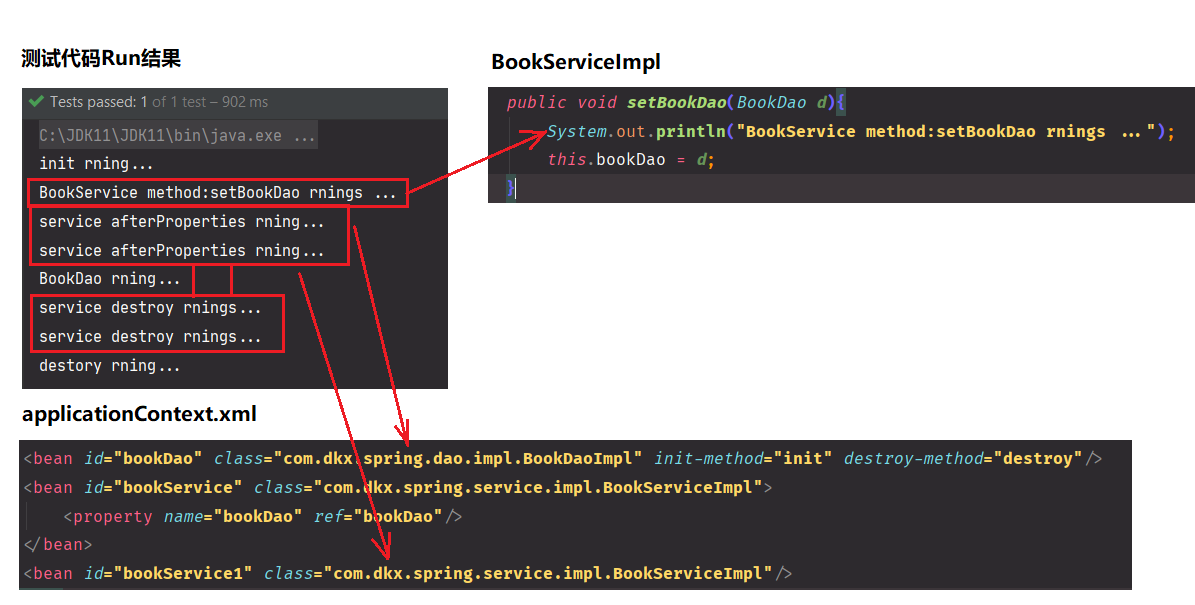 测试代码Run结果
Tests passed: 1 of 1 test – 902 ms
C:\JDK11\JDK11\bin\java.exe ...
init rning...
BookService method:setBookDao rnings ...
service afterProperties rning...
service afterProperties rning...
BookDao rning...
service destroy rnings...
service destroy rnings...
destory rning...
BookServiceImpl
public void setBookDao(BookDao d){
System.out.println("BookService method:setBookDao rnings ...");
this.bookDao = d;
}
applicationContext.xml
<bean id="bookDao" class="com.dkx.spring.dao.impl.BookDaoImpl" init-method="init" destroy-method="destroy"/>
<bean id="bookService" class="com.dkx.spring.service.impl.BookServiceImpl">
<property name="bookDao" ref="bookDao"/>
</bean>
<bean id="bookService1" class="com.dkx.spring.service.impl.BookServiceImpl"/>